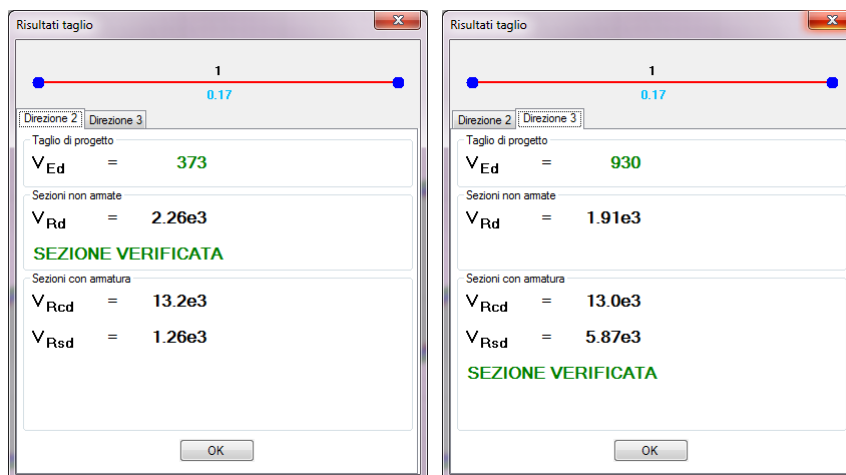 Risultati taglio
x
1
0.17
Direzione 2 Direzione 3
Taglio di progetto
VEd = 373
Sezioni non armate
VRd = 2.26e3
SEZIONE VERIFICATA
Sezioni con armatura
VRcd = 13.2e3
VRsd = 1.26e3
OK
Risultati taglio
x
1
0.17
Direzione 2 Direzione 3
Taglio di progetto
VEd = 930
Sezioni non armate
VRd = 1.91e3
Sezioni con armatura
VRcd = 13.0e3
VRsd = 5.87e3
SEZIONE VERIFICATA
OK